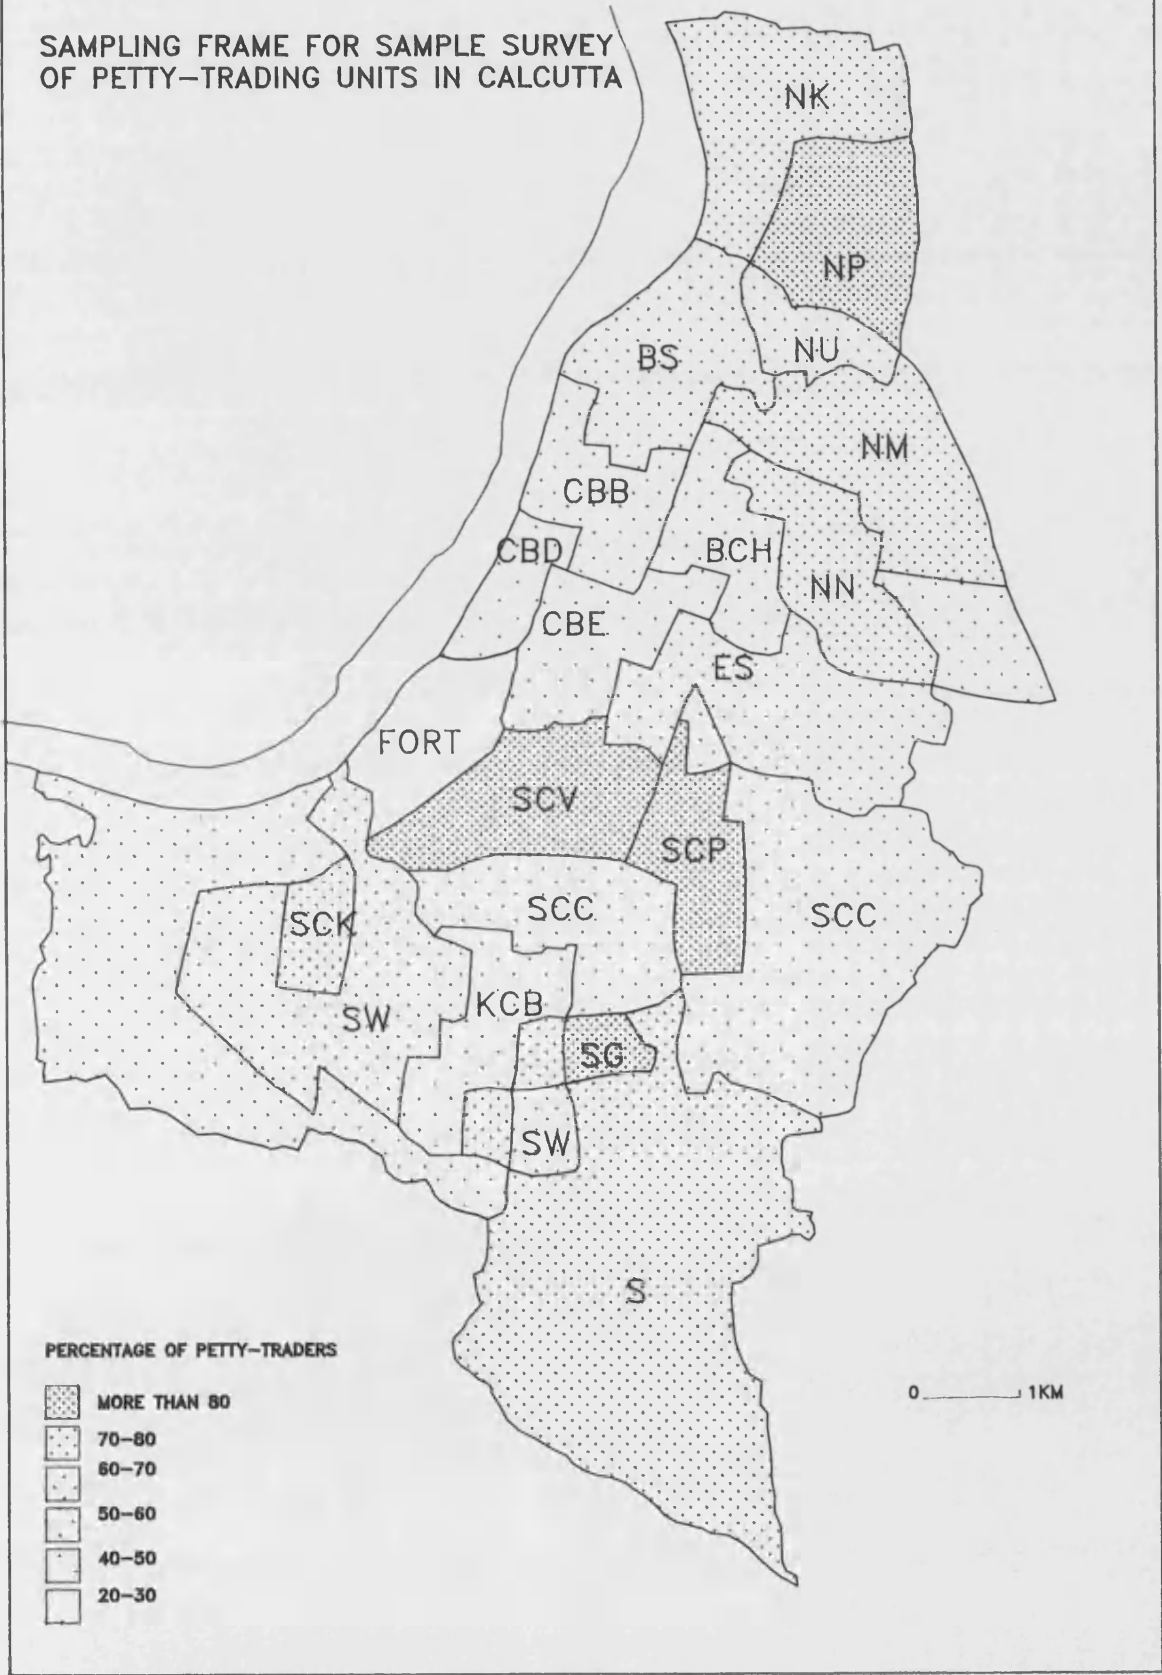 SAMPLING FRAME FOR SAMPLE SURVEY
OF PETTY-TRADING UNITS IN CALCUTTA
NK
NP
NU
BS
NM
CBB
CBD
BCH
NN
CBE
ES
FORT
SCV
SCP
SCC
SCC
SCK
KCB
SW
SG
SW
S
PERCENTAGE OF PETTY-TRADERS
MORE THAN 80
70-80
60-70
50-60
40-50
20-30
0 1KM